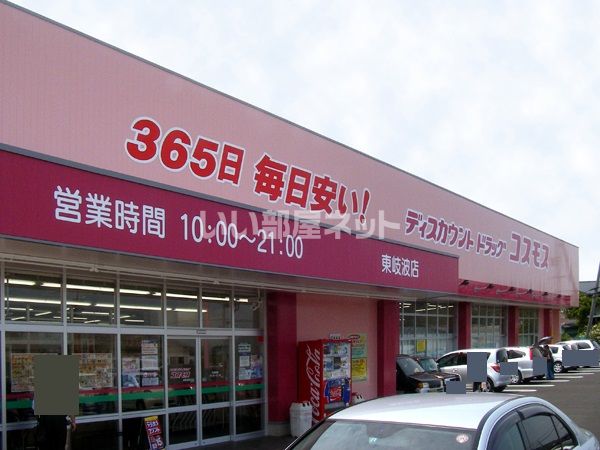 365日 毎日安い!
ディスカウント ドラッグ コスモス
営業時間 10:00～21:00
東岐波店
いい部屋ネット
Coca-Cola